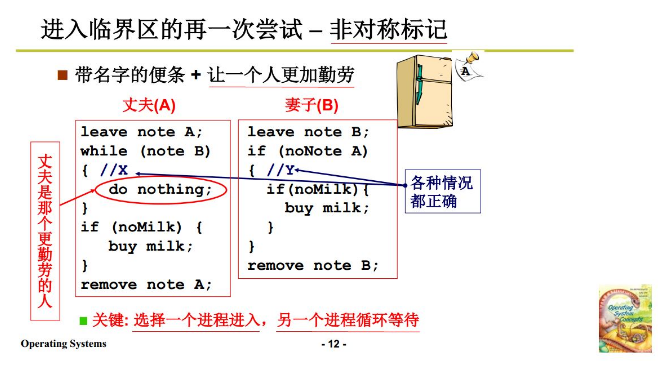 进入临界区的再一次尝试 – 非对称标记
■ 带名字的便条 + 让一个人更加勤劳
A
丈夫(A)
leave note A;
while (note B)
{ //X
do nothing;
}
if (noMilk) {
buy milk;
}
remove note A;
妻子(B)
leave note B;
if (noNote A)
{ //Y
if(noMilk){
buy milk;
}
}
remove note B;
丈夫是那个更勤劳的人
各种情况
都正确
■ 关键: 选择一个进程进入，另一个进程循环等待
Operating
System
Concepts
Operating Systems
- 12 -